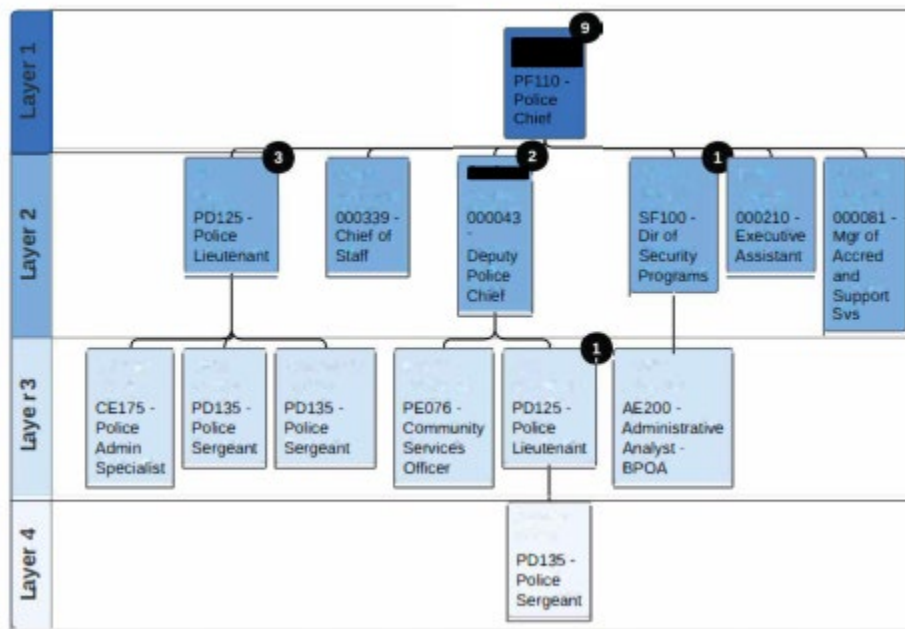 Layer 1
9
PF110 -
Police
Chief
Layer 2
3
PD125 -
Police
Lieutenant
000339 -
Chief of
Staff
2
000043
-
Deputy
Police
Chief
1
SF100 -
Dir of
Security
Programs
000210 -
Executive
Assistant
000081 -
Mgr of
Accred
and
Support
Svs
Layer 3
CE175 -
Police
Admin
Specialist
PD135 -
Police
Sergeant
PD135 -
Police
Sergeant
PE076 -
Community
Services
Officer
1
PD125 -
Police
Lieutenant
AE200 -
Administrative
Analyst -
BPOA
Layer 4
PD135 -
Police
Sergeant